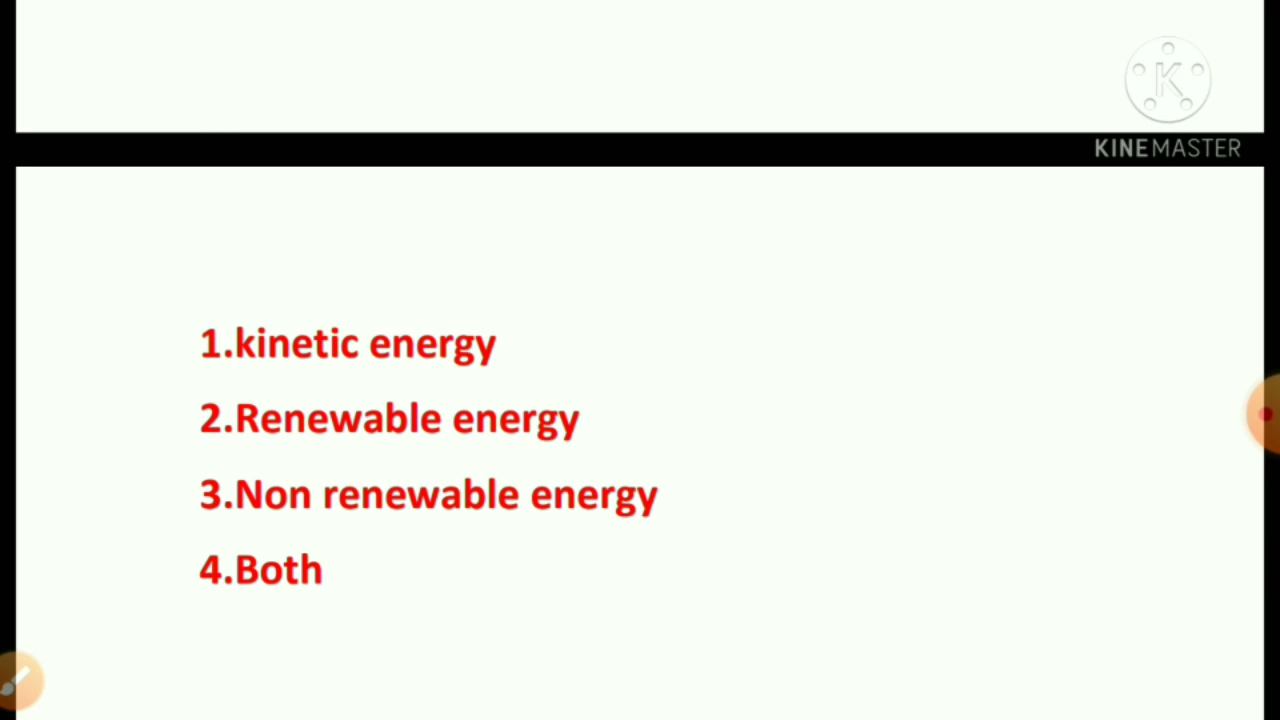 KINEMASTER
1.kinetic energy
2.Renewable energy
3.Non renewable energy
4.Both